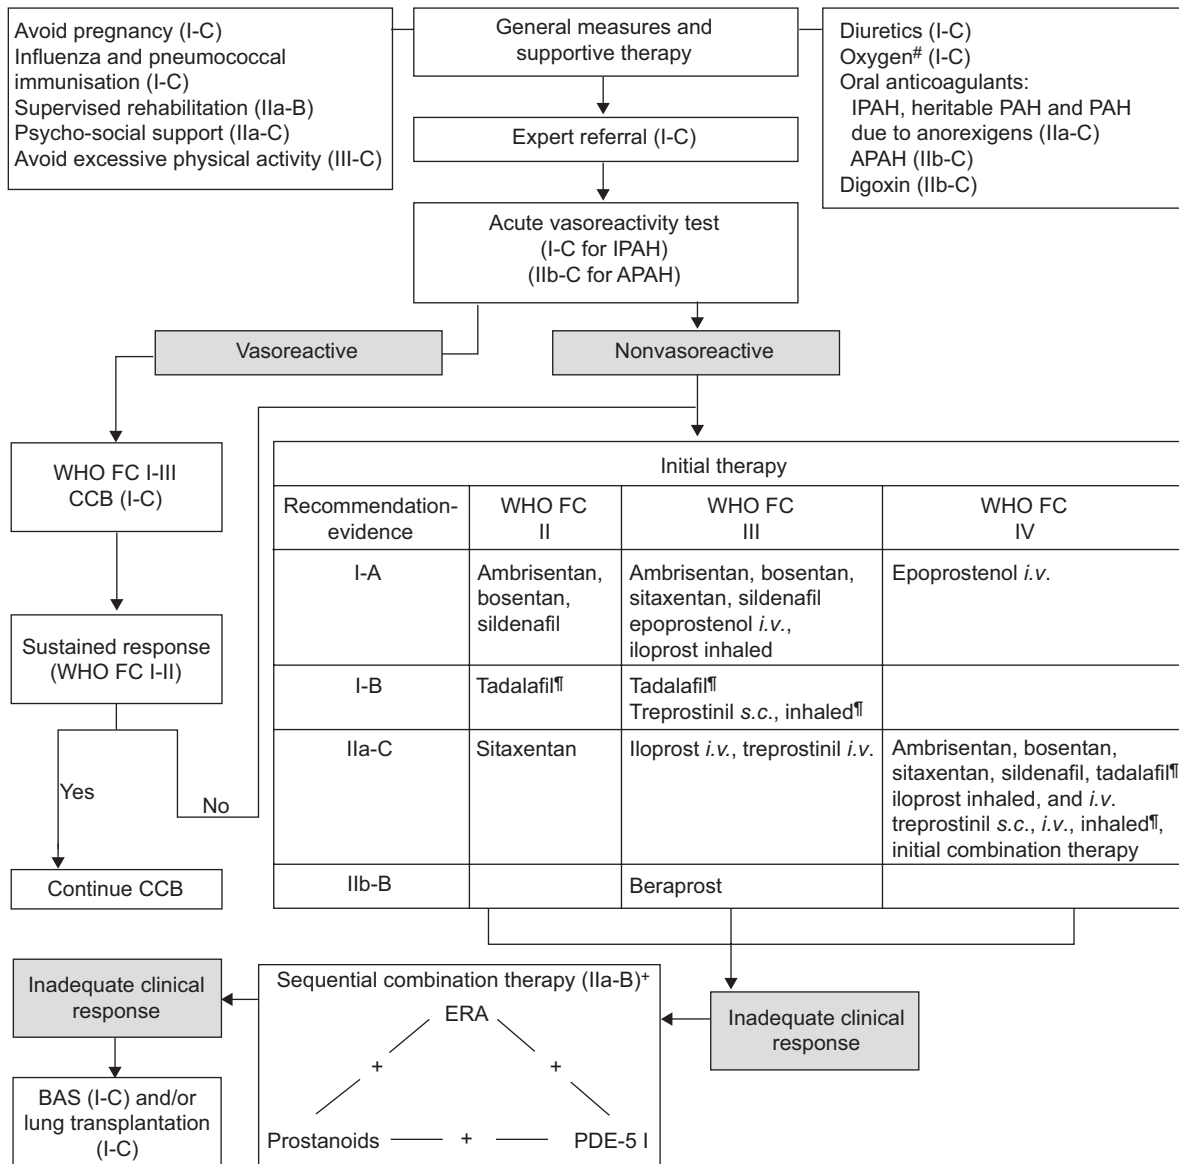 Avoid pregnancy (I-C)
Influenza and pneumococcal
immunisation (I-C)
Supervised rehabilitation (IIa-B)
Psycho-social support (IIa-C)
Avoid excessive physical activity (III-C)
General measures and
supportive therapy
Diuretics (I-C)
Oxygen# (I-C)
Oral anticoagulants:
IPAH, heritable PAH and PAH
due to anorexigens (IIa-C)
APAH (IIb-C)
Digoxin (IIb-C)
Expert referral (I-C)
Acute vasoreactivity test
(I-C for IPAH)
(IIb-C for APAH)
Vasoreactive
Nonvasoreactive
WHO FC I-III
CCB (I-C)
Sustained response
(WHO FC I-II)
Yes
No
Continue CCB
Initial therapy
Recommendation-
evidence
WHO FC
II
WHO FC
III
WHO FC
IV
I-A
Ambrisentan,
bosentan,
sildenafil
Ambrisentan, bosentan,
sitaxentan, sildenafil
epoprostenol i.v.,
iloprost inhaled
Epoprostenol i.v.
I-B
Tadalafil¶
Tadalafil¶
Treprostinil s.c., inhaled¶
IIa-C
Sitaxentan
Iloprost i.v., treprostinil i.v.
Ambrisentan, bosentan,
sitaxentan, sildenafil, tadalafil¶
iloprost inhaled, and i.v.
treprostinil s.c., i.v., inhaled¶,
initial combination therapy
IIb-B
Beraprost
Inadequate clinical
response
Sequential combination therapy (IIa-B)+
ERA
+
+
Prostanoids
+
PDE-5 I
Inadequate clinical
response
BAS (I-C) and/or
lung transplantation
(I-C)